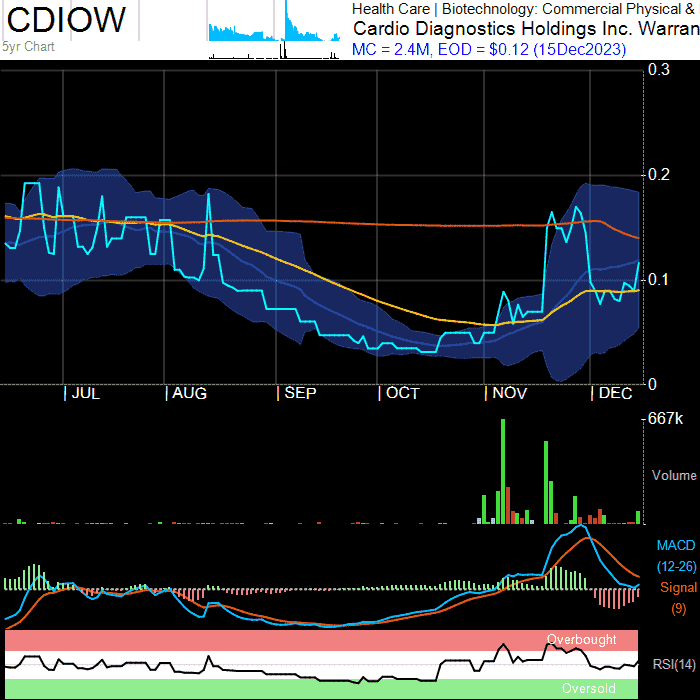 CDIOW
5yr Chart
Health Care | Biotechnology: Commercial Physical &
Cardio Diagnostics Holdings Inc. Warran
MC = 2.4M, EOD = $0.12 (15Dec2023)
0.3
0.2
0.1
0
| JUL
| AUG
| SEP
| OCT
| NOV
| DEC
667k
Volume
MACD
(12-26)
Signal
(9)
Overbought
RSI(14)
Oversold